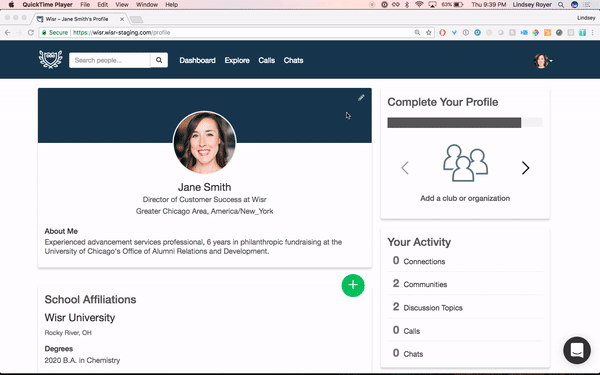 QuickTime Player File Edit View Window Help
63% Thu 9:39 PM Lindsey Royer
Wisr – Jane Smith's Profile
Lindsey
Secure https://wisr.wisr-staging.com/profile
Search people...
Dashboard Explore Calls Chats
Jane Smith
Director of Customer Success at Wisr
Greater Chicago Area, America/New_York
About Me
Experienced advancement services professional, 6 years in philanthropic fundraising at the
University of Chicago's Office of Alumni Relations and Development.
School Affiliations
Wisr University
Rocky River, OH
Degrees
2020 B.A. in Chemistry
Complete Your Profile
Add a club or organization
Your Activity
0 Connections
2 Communities
2 Discussion Topics
0 Calls
0 Chats